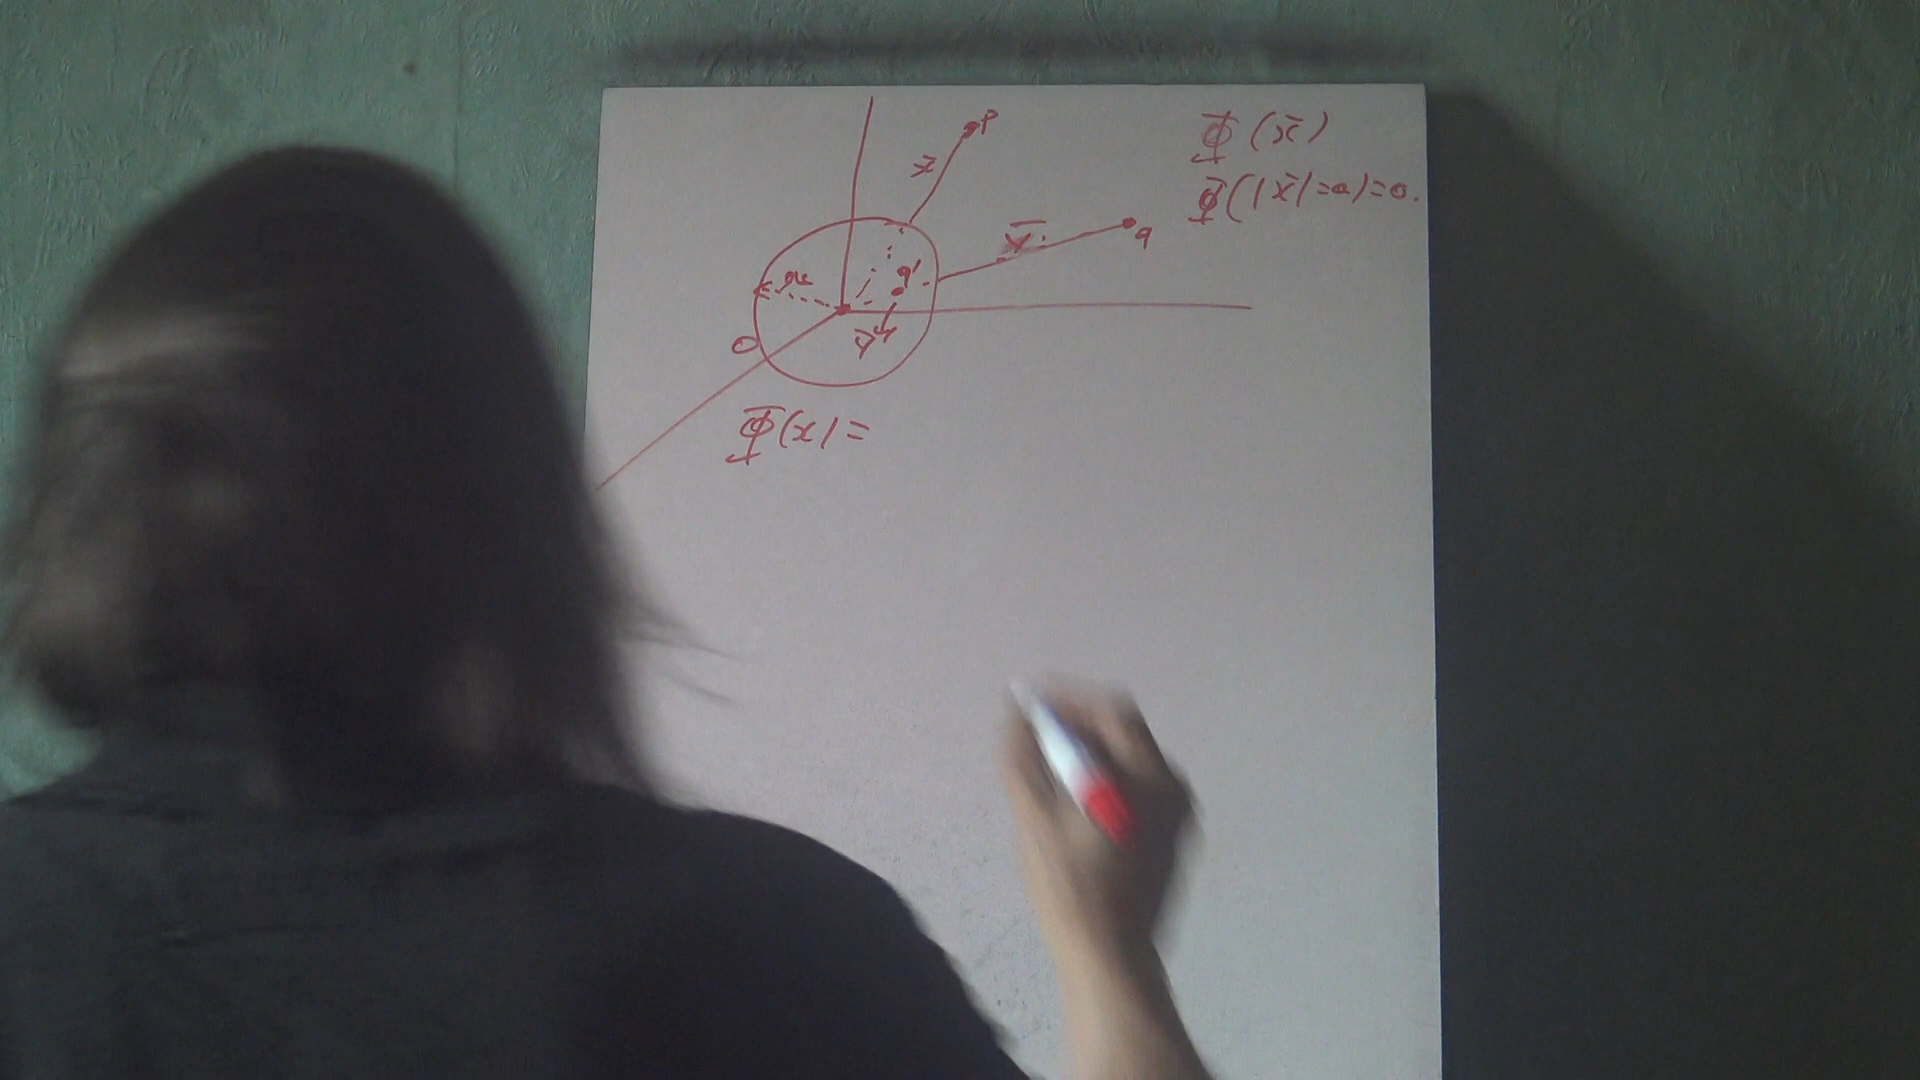 P
x⃗
Φ(x⃗)
Φ(|x⃗|=a)=0.
y⃗
q
q'
a
y⃗'
O
Φ(x)=